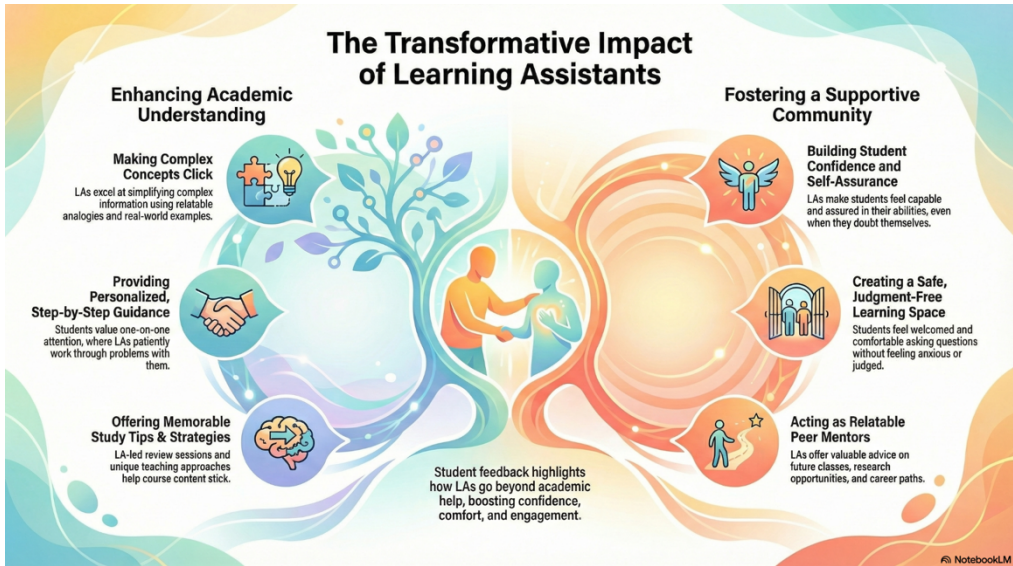 The Transformative Impact
of Learning Assistants
Enhancing Academic
Understanding
Making Complex
Concepts Click
LAs excel at simplifying complex
information using relatable
analogies and real-world examples.
Providing
Personalized,
Step-by-Step Guidance
Students value one-on-one
attention, where LAs patiently
work through problems with
them.
Offering Memorable
Study Tips & Strategies
LA-led review sessions and
unique teaching approaches
help course content stick.
Student feedback highlights
how LAs go beyond academic
help, boosting confidence,
comfort, and engagement.
Fostering a Supportive
Community
Building Student
Confidence and
Self-Assurance
LAs make students feel capable
and assured in their abilities, even
when they doubt themselves.
Creating a Safe,
Judgment-Free
Learning Space
Students feel welcomed and
comfortable asking questions
without feeling anxious or
judged.
Acting as Relatable
Peer Mentors
LAs offer valuable advice on
future classes, research
opportunities, and career paths.
NotebookLM